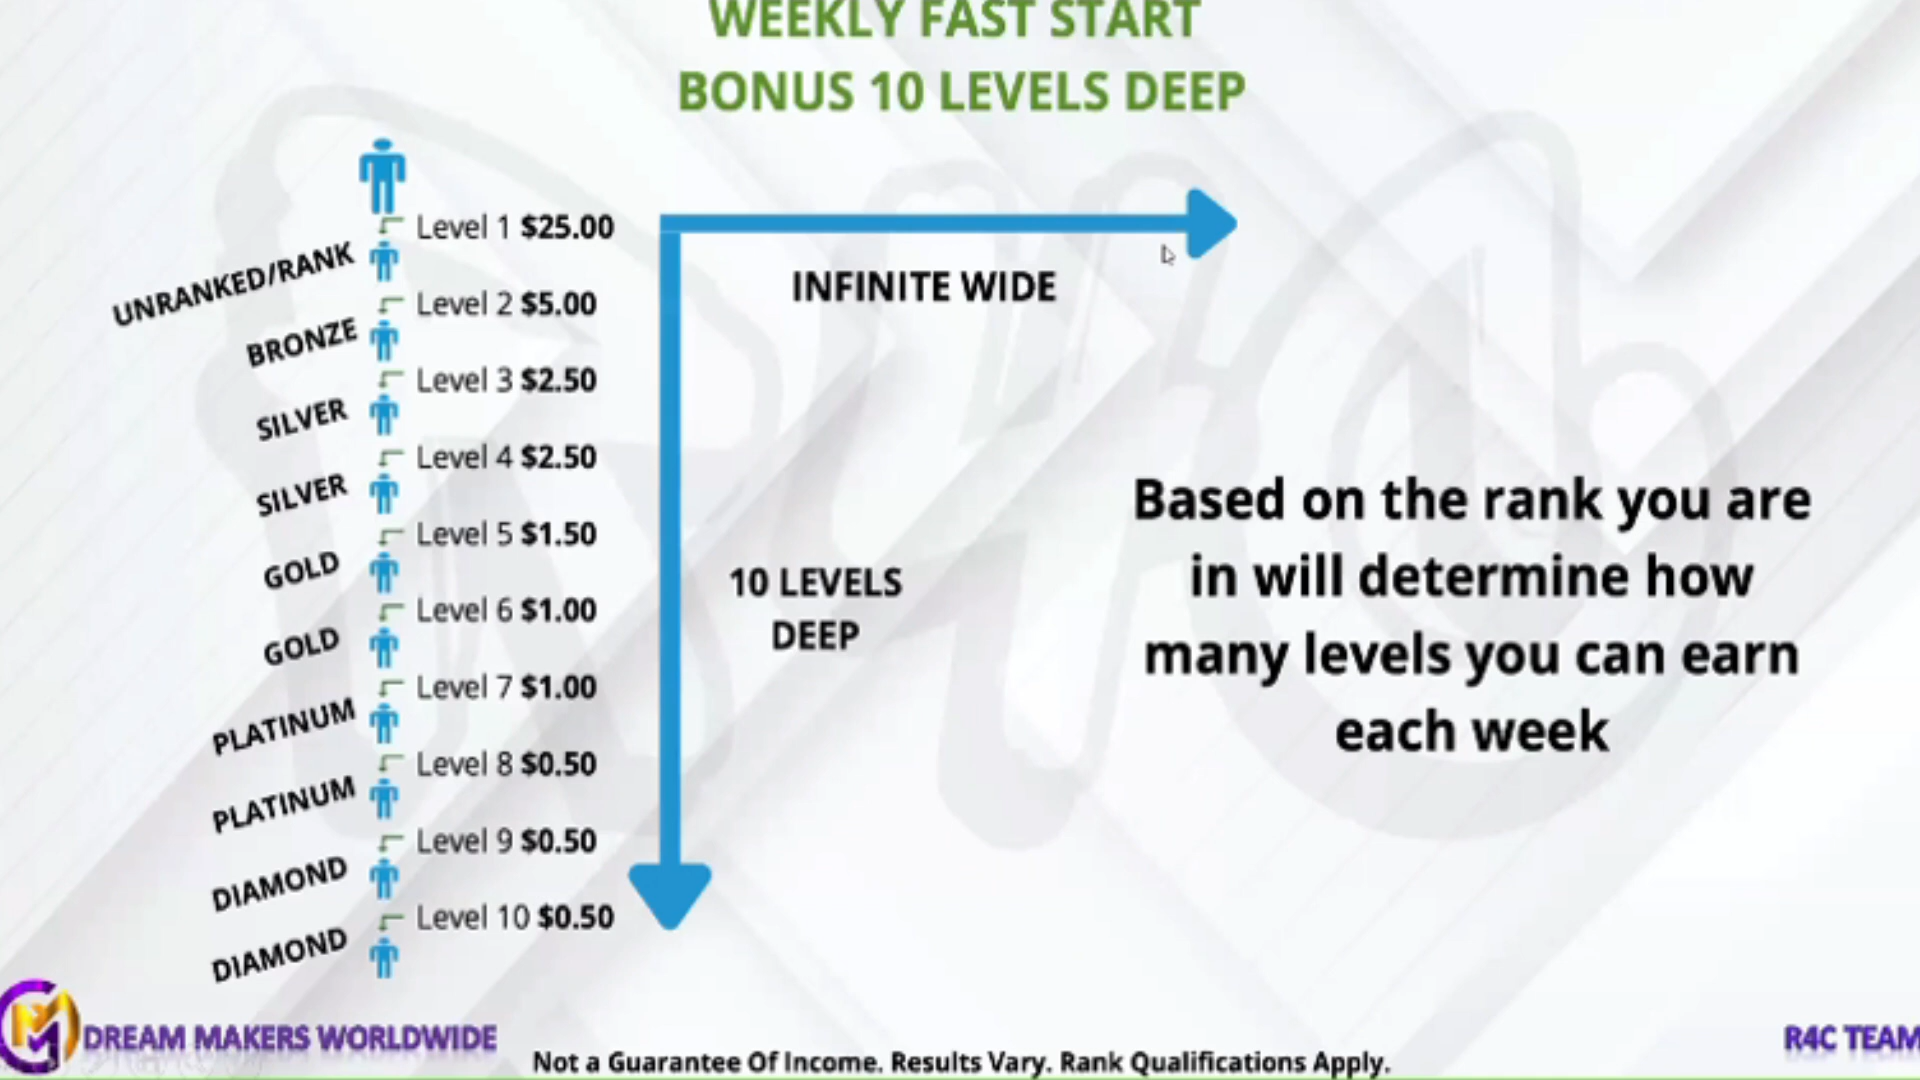 WEEKLY FAST START
BONUS 10 LEVELS DEEP
Level 1 $25.00
UNRANKED/RANK
Level 2 $5.00
BRONZE
Level 3 $2.50
SILVER
Level 4 $2.50
SILVER
Level 5 $1.50
GOLD
Level 6 $1.00
GOLD
Level 7 $1.00
PLATINUM
Level 8 $0.50
PLATINUM
Level 9 $0.50
DIAMOND
Level 10 $0.50
DIAMOND
INFINITE WIDE
10 LEVELS
DEEP
Based on the rank you are
in will determine how
many levels you can earn
each week
DREAM MAKERS WORLDWIDE
Not a Guarantee Of Income. Results Vary. Rank Qualifications Apply.
R4C TEAM